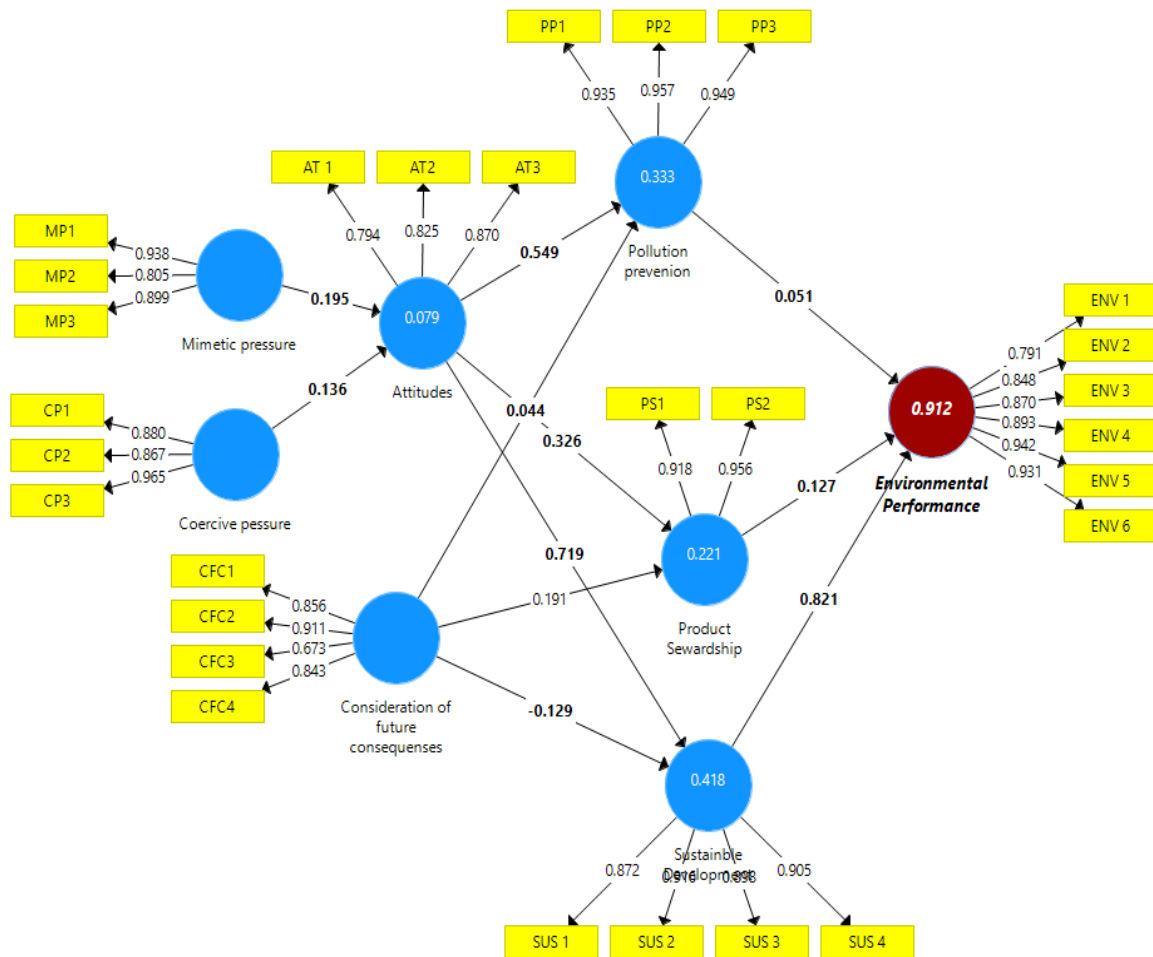 PP1
PP2
PP3
0.935
0.957
0.949
0.333
Pollution
prevenion
AT 1
AT2
AT3
0.794
0.825
0.870
0.079
Attitudes
MP1
MP2
MP3
0.938
0.805
0.899
Mimetic pressure
0.195
0.549
0.136
CP1
CP2
CP3
0.880
0.867
0.965
Coercive pessure
0.051
0.044
0.326
0.719
PS1
PS2
0.918
0.956
0.221
Product
Sewardship
0.127
0.912
Environmental
Performance
ENV 1
ENV 2
ENV 3
ENV 4
ENV 5
ENV 6
0.791
0.848
0.870
0.893
0.942
0.931
CFC1
CFC2
CFC3
CFC4
0.856
0.911
0.673
0.843
Consideration of
future
consequenses
0.191
-0.129
0.821
0.418
Sustainble
Development
0.872
0.916
0.898
0.905
SUS 1
SUS 2
SUS 3
SUS 4